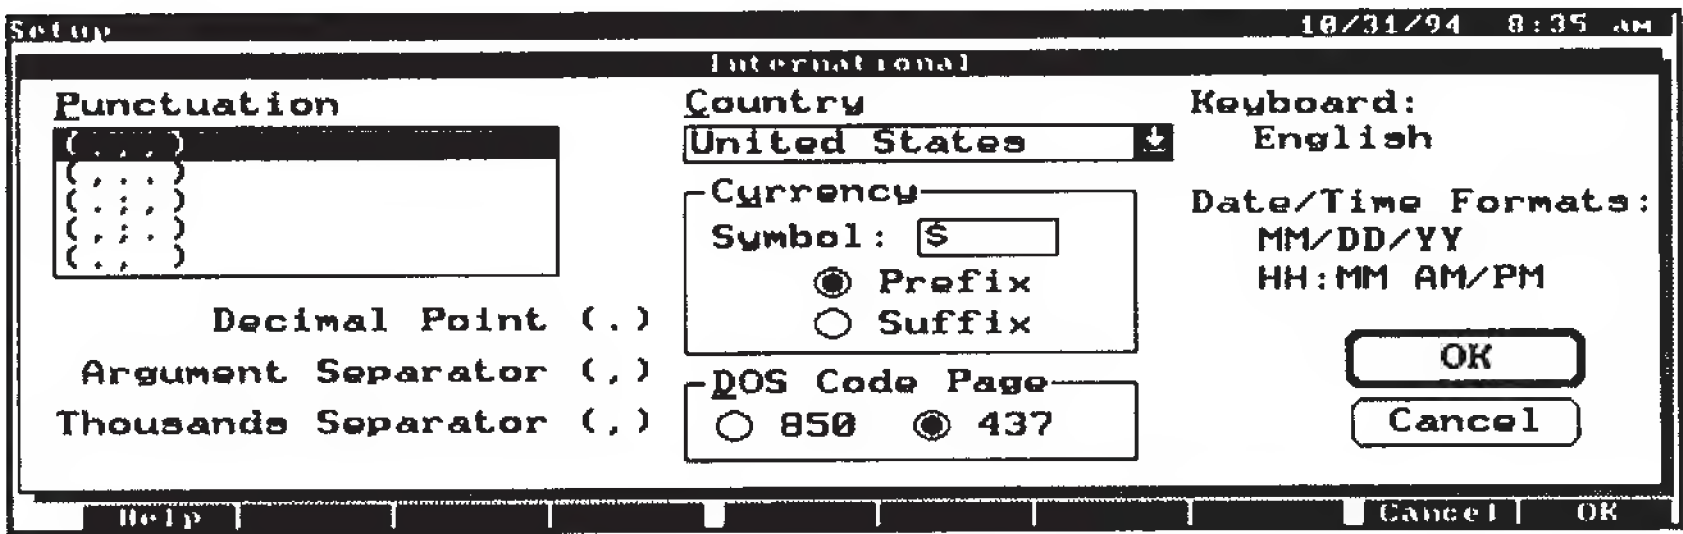 Setup 10/31/94 8:35 am
International
Punctuation
(.,,)
(,..)
(.;,)
(,;.)
(.,  )
Decimal Point (.)
Argument Separator (,)
Thousands Separator (,)
Country
United States
Currency
Symbol: $
Prefix
Suffix
DOS Code Page
850 437
Keyboard:
English
Date/Time Formats:
MM/DD/YY
HH:MM AM/PM
OK
Cancel
Help Cancel OK